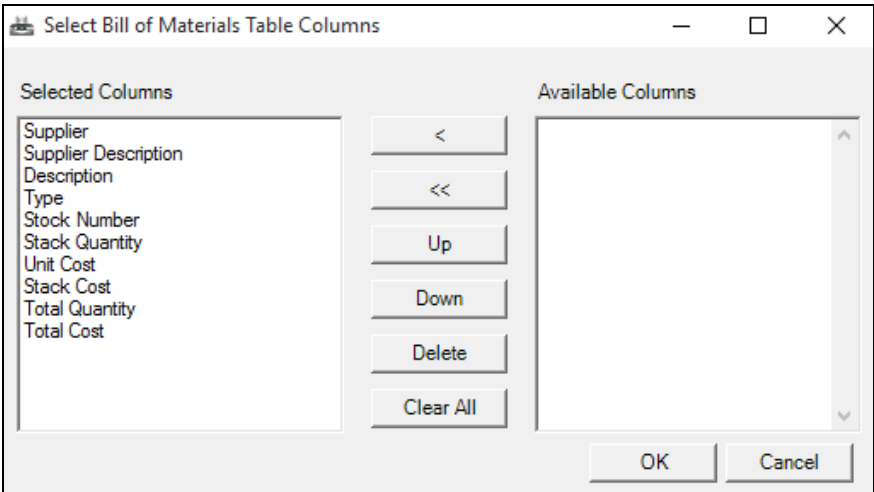 Select Bill of Materials Table Columns
Selected Columns
Available Columns
Supplier
Supplier Description
Description
Type
Stock Number
Stack Quantity
Unit Cost
Stack Cost
Total Quantity
Total Cost
<
<<
Up
Down
Delete
Clear All
OK
Cancel